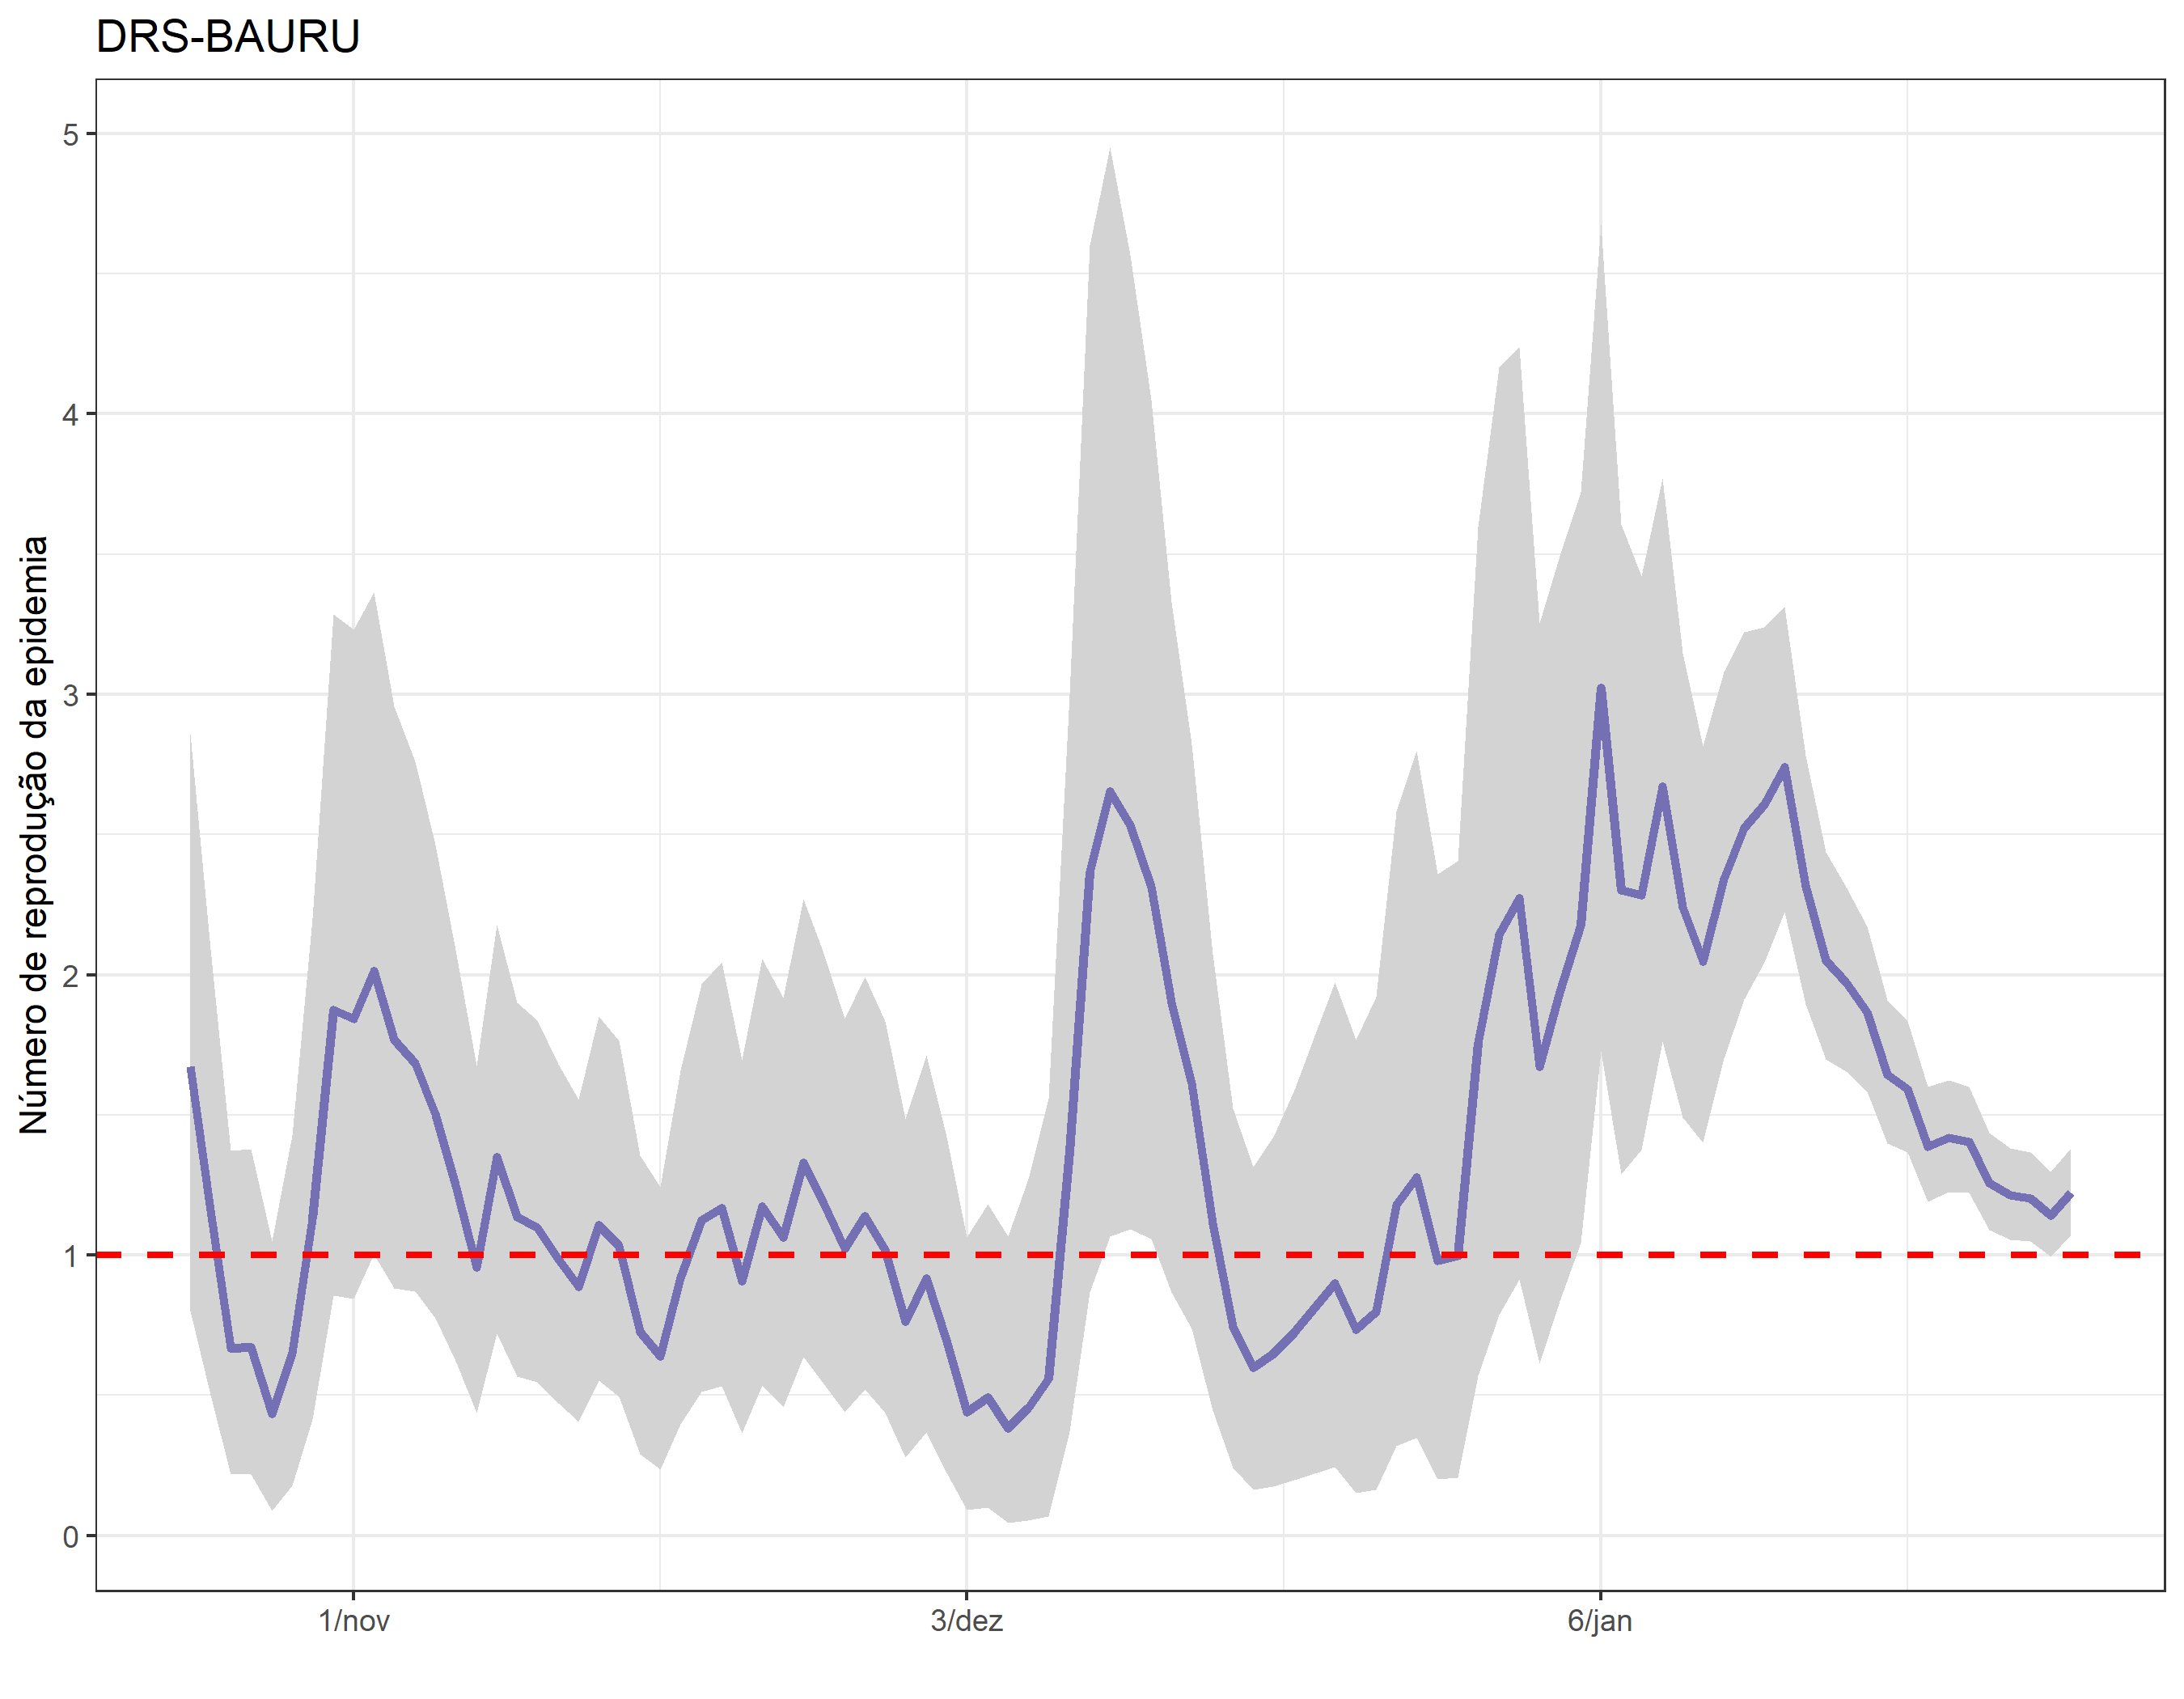 DRS-BAURU
Número de reprodução da epidemia
5
4
3
2
1
0
1/nov
3/dez
6/jan